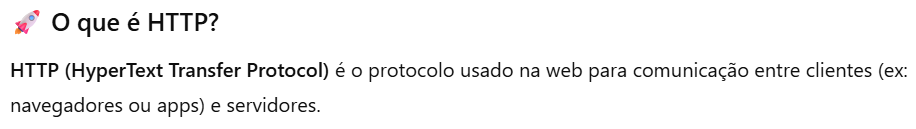 🚀 O que é HTTP?
HTTP (HyperText Transfer Protocol) é o protocolo usado na web para comunicação entre clientes (ex:
navegadores ou apps) e servidores.